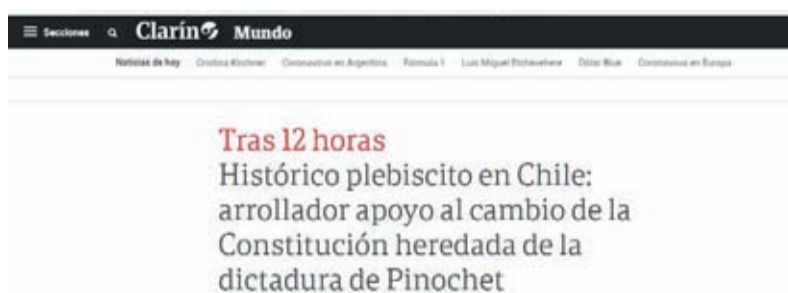 Secciones Clarín Mundo
Noticias de hoy Cristina Kirchner Coronavirus en Argentina Fórmula 1 Luis Miguel Etchevehere Dólar Blue Coronavirus en Europa
Tras 12 horas
Histórico plebiscito en Chile:
arrollador apoyo al cambio de la
Constitución heredada de la
dictadura de Pinochet